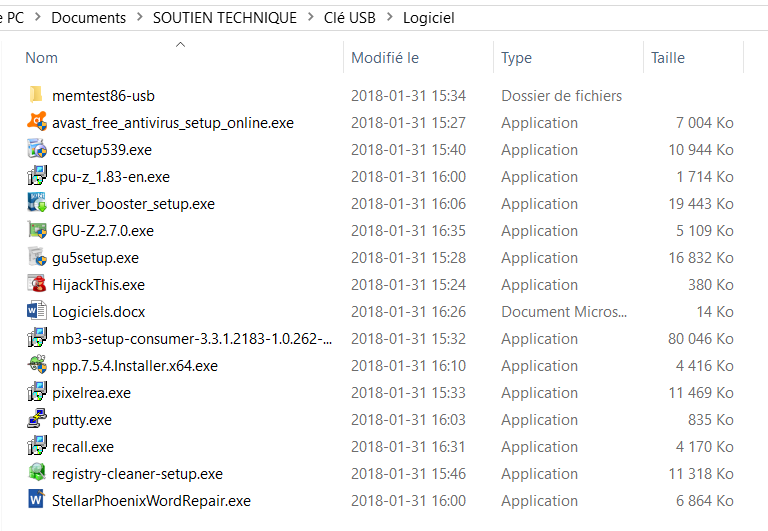 e PC > Documents > SOUTIEN TECHNIQUE > Clé USB > Logiciel
Nom Modifié le Type Taille
memtest86-usb 2018-01-31 15:34 Dossier de fichiers
avast_free_antivirus_setup_online.exe 2018-01-31 15:27 Application 7 004 Ko
ccsetup539.exe 2018-01-31 15:40 Application 10 944 Ko
cpu-z_1.83-en.exe 2018-01-31 16:00 Application 1 714 Ko
driver_booster_setup.exe 2018-01-31 16:06 Application 19 443 Ko
GPU-Z.2.7.0.exe 2018-01-31 16:35 Application 5 109 Ko
gu5setup.exe 2018-01-31 15:28 Application 16 832 Ko
HijackThis.exe 2018-01-31 15:24 Application 380 Ko
Logiciels.docx 2018-01-31 16:26 Document Micros... 14 Ko
mb3-setup-consumer-3.3.1.2183-1.0.262-... 2018-01-31 15:32 Application 80 046 Ko
npp.7.5.4.Installer.x64.exe 2018-01-31 16:10 Application 4 416 Ko
pixelrea.exe 2018-01-31 15:33 Application 11 469 Ko
putty.exe 2018-01-31 16:03 Application 835 Ko
recall.exe 2018-01-31 16:31 Application 4 170 Ko
registry-cleaner-setup.exe 2018-01-31 15:46 Application 11 318 Ko
StellarPhoenixWordRepair.exe 2018-01-31 16:00 Application 6 864 Ko